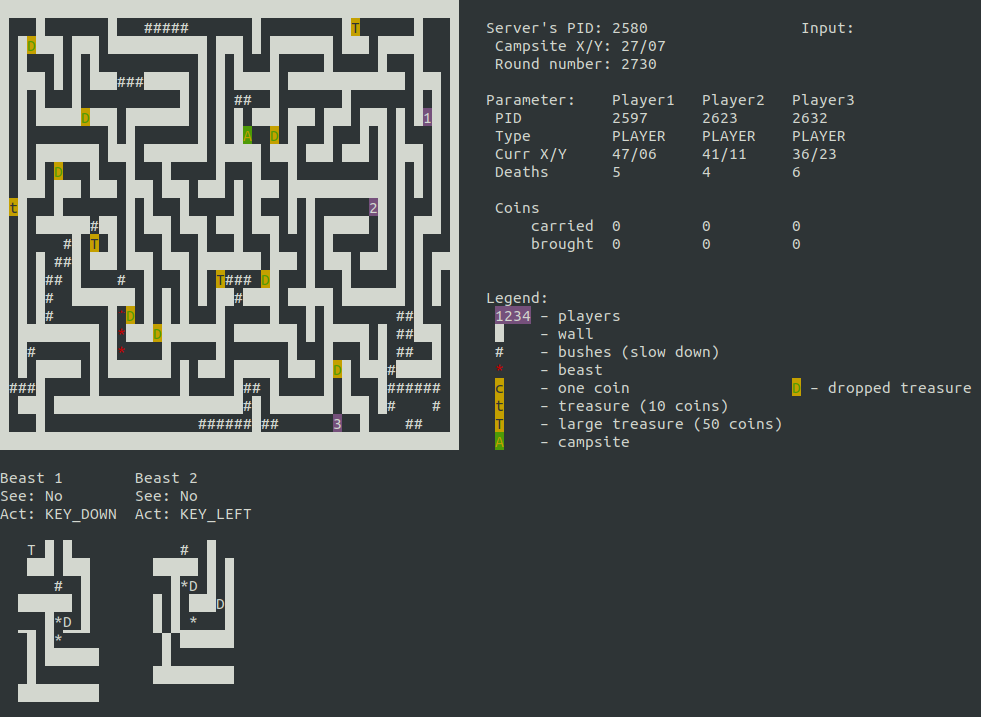 ##### T Server's PID: 2580 Input:
D Campsite X/Y: 27/07
Round number: 2730
###
## Parameter: Player1 Player2 Player3
D 1 PID 2597 2623 2632
A D Type PLAYER PLAYER PLAYER
Curr X/Y 47/06 41/11 36/23
D Deaths 5 4 6
t 2 Coins
# carried 0 0 0
# T brought 0 0 0
##
## # T### D
# # Legend:
# D ## 1234 - players
* D ## - wall
# * ## # - bushes (slow down)
D # * - beast
### ## ###### c - one coin D - dropped treasure
# # # t - treasure (10 coins)
###### ## 3 ## T - large treasure (50 coins)
A - campsite
Beast 1 Beast 2
See: No See: No
Act: KEY_DOWN Act: KEY_LEFT
T #
# *D
D
*D *
*